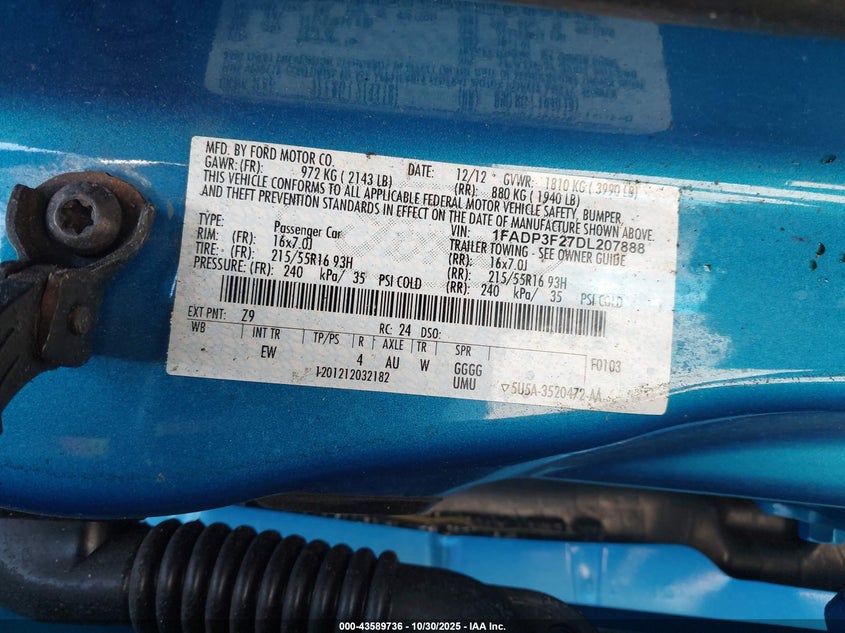 MFD. BY FORD MOTOR CO. DATE: 12/12 GVWR: 1810 KG ( 3990 LB)
GAWR: (FR): 972 KG ( 2143 LB) (RR): 880 KG ( 1940 LB)
THIS VEHICLE CONFORMS TO ALL APPLICABLE FEDERAL MOTOR VEHICLE SAFETY, BUMPER,
AND THEFT PREVENTION STANDARDS IN EFFECT ON THE DATE OF MANUFACTURE SHOWN ABOVE.
VIN: 1FADP3F27DL207888
TYPE: Passenger Car TRAILER TOWING - SEE OWNER GUIDE
RIM: (FR): 16x7.0J (RR): 16x7.0J
TIRE: (FR): 215/55R16 93H (RR): 215/55R16 93H
PRESSURE: (FR): 240 kPa/ 35 PSI COLD (RR): 240 kPa/ 35 PSI COLD
EXT PNT: Z9 RC: 24 DSO: F0103
WB INT TR TP/PS R AXLE TR SPR
EW 4 AU W GGGG
1201212032182 UMU ▽5U5A-3520472-AA
000-43589736 - 10/30/2025 - IAA Inc.